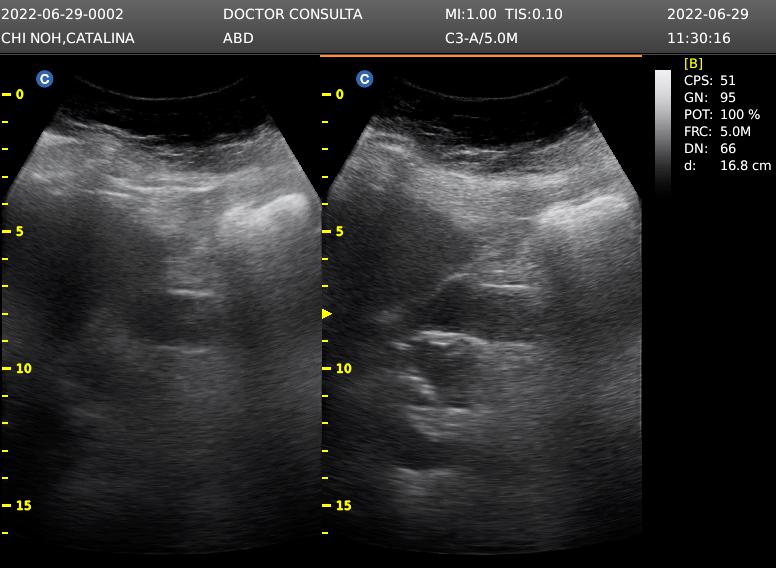 2022-06-29-0002 DOCTOR CONSULTA MI:1.00 TIS:0.10 2022-06-29
CHI NOH,CATALINA ABD C3-A/5.0M 11:30:16
[B]
CPS: 51
GN: 95
POT: 100 %
FRC: 5.0M
DN: 66
d: 16.8 cm
C
0
5
10
15
C
0
5
10
15